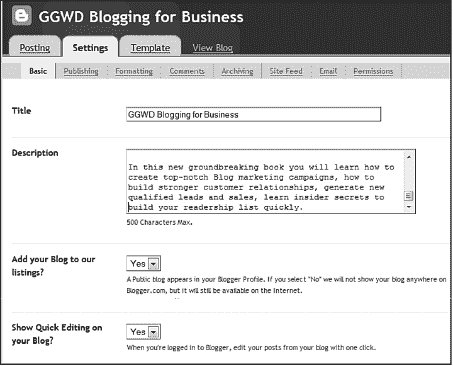 GGWD Blogging for Business
Posting Settings Template View Blog
Basic Publishing Formatting Comments Archiving Site Feed Email Permissions
Title
GGWD Blogging for Business
Description
In this new groundbreaking book you will learn how to
create top-notch Blog marketing campaigns, how to
build stronger customer relationships, generate new
qualified leads and sales, learn insider secrets to
build your readership list quickly.
500 Characters Max.
Add your Blog to our
listings?
Yes
A Public blog appears in your Blogger Profile. If you select "No" we will not show your blog anywhere on
Blogger.com, but it will still be available on the Internet.
Show Quick Editing on
your Blog?
Yes
When you're logged in to Blogger, edit your posts from your blog with one click.